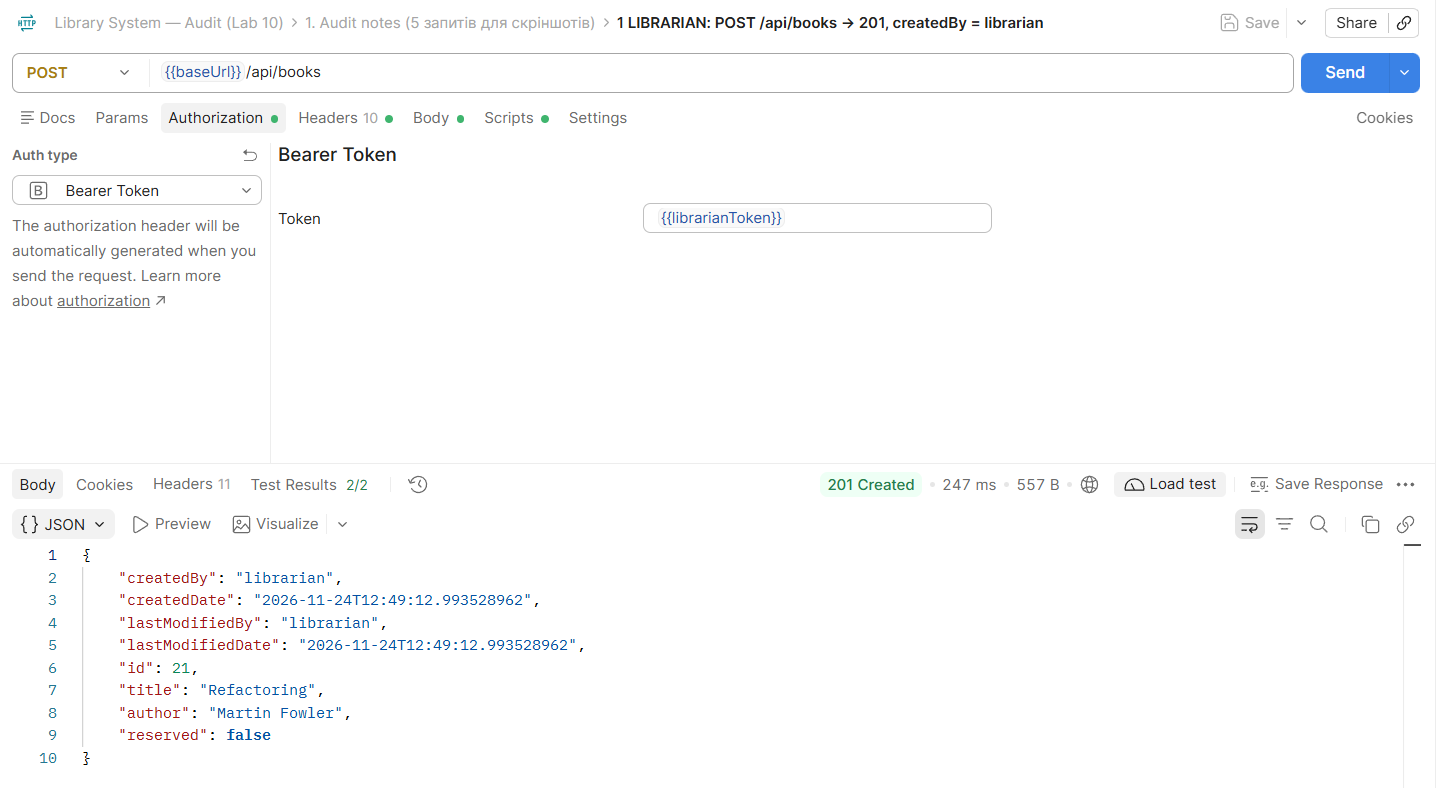 HTTP Library System — Audit (Lab 10) > 1. Audit notes (5 запитів для скріншотів) > 1 LIBRARIAN: POST /api/books → 201, createdBy = librarian Save Share
POST {{baseUrl}} /api/books Send
Docs Params Authorization Headers 10 Body Scripts Settings Cookies
Auth type
B Bearer Token
The authorization header will be
automatically generated when you
send the request. Learn more
about authorization ↗
Bearer Token
Token {{librarianToken}}
Body Cookies Headers 11 Test Results 2/2 201 Created • 247 ms • 557 B • Load test e.g. Save Response
{ } JSON Preview Visualize
1 {
2 "createdBy": "librarian",
3 "createdDate": "2026-11-24T12:49:12.993528962",
4 "lastModifiedBy": "librarian",
5 "lastModifiedDate": "2026-11-24T12:49:12.993528962",
6 "id": 21,
7 "title": "Refactoring",
8 "author": "Martin Fowler",
9 "reserved": false
10 }